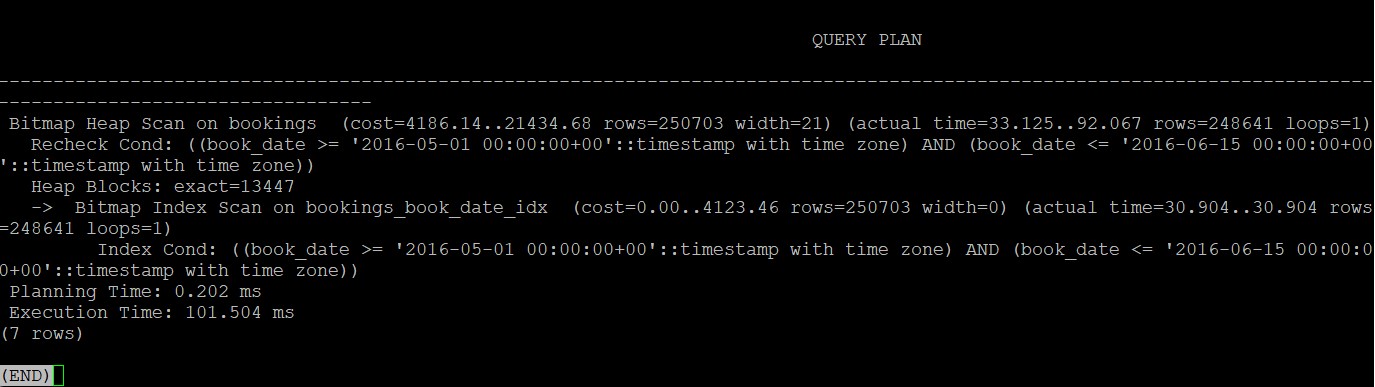 QUERY PLAN
--------------------------------------------------------------------------------------------------------------------------------------------
---------------------------------
Bitmap Heap Scan on bookings  (cost=4186.14..21434.68 rows=250703 width=21) (actual time=33.125..92.067 rows=248641 loops=1)
Recheck Cond: ((book_date >= '2016-05-01 00:00:00+00'::timestamp with time zone) AND (book_date <= '2016-06-15 00:00:00+00
'::timestamp with time zone))
Heap Blocks: exact=13447
->  Bitmap Index Scan on bookings_book_date_idx  (cost=0.00..4123.46 rows=250703 width=0) (actual time=30.904..30.904 rows
=248641 loops=1)
Index Cond: ((book_date >= '2016-05-01 00:00:00+00'::timestamp with time zone) AND (book_date <= '2016-06-15 00:00:0
0+00'::timestamp with time zone))
Planning Time: 0.202 ms
Execution Time: 101.504 ms
(7 rows)
(END)